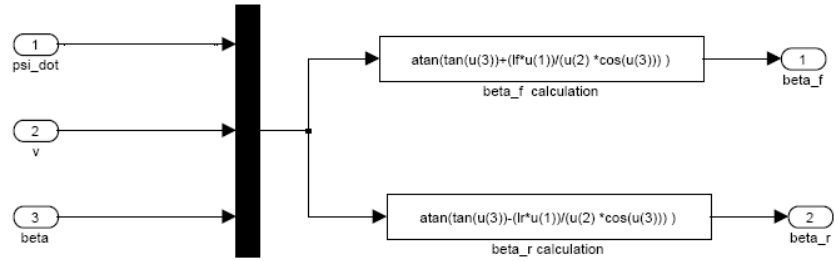 1
psi_dot
2
v
3
beta
atan(tan(u(3))+(lf*u(1))/(u(2) *cos(u(3))) )
beta_f calculation
1
beta_f
atan(tan(u(3))-(lr*u(1))/(u(2) *cos(u(3))) )
beta_r calculation
2
beta_r